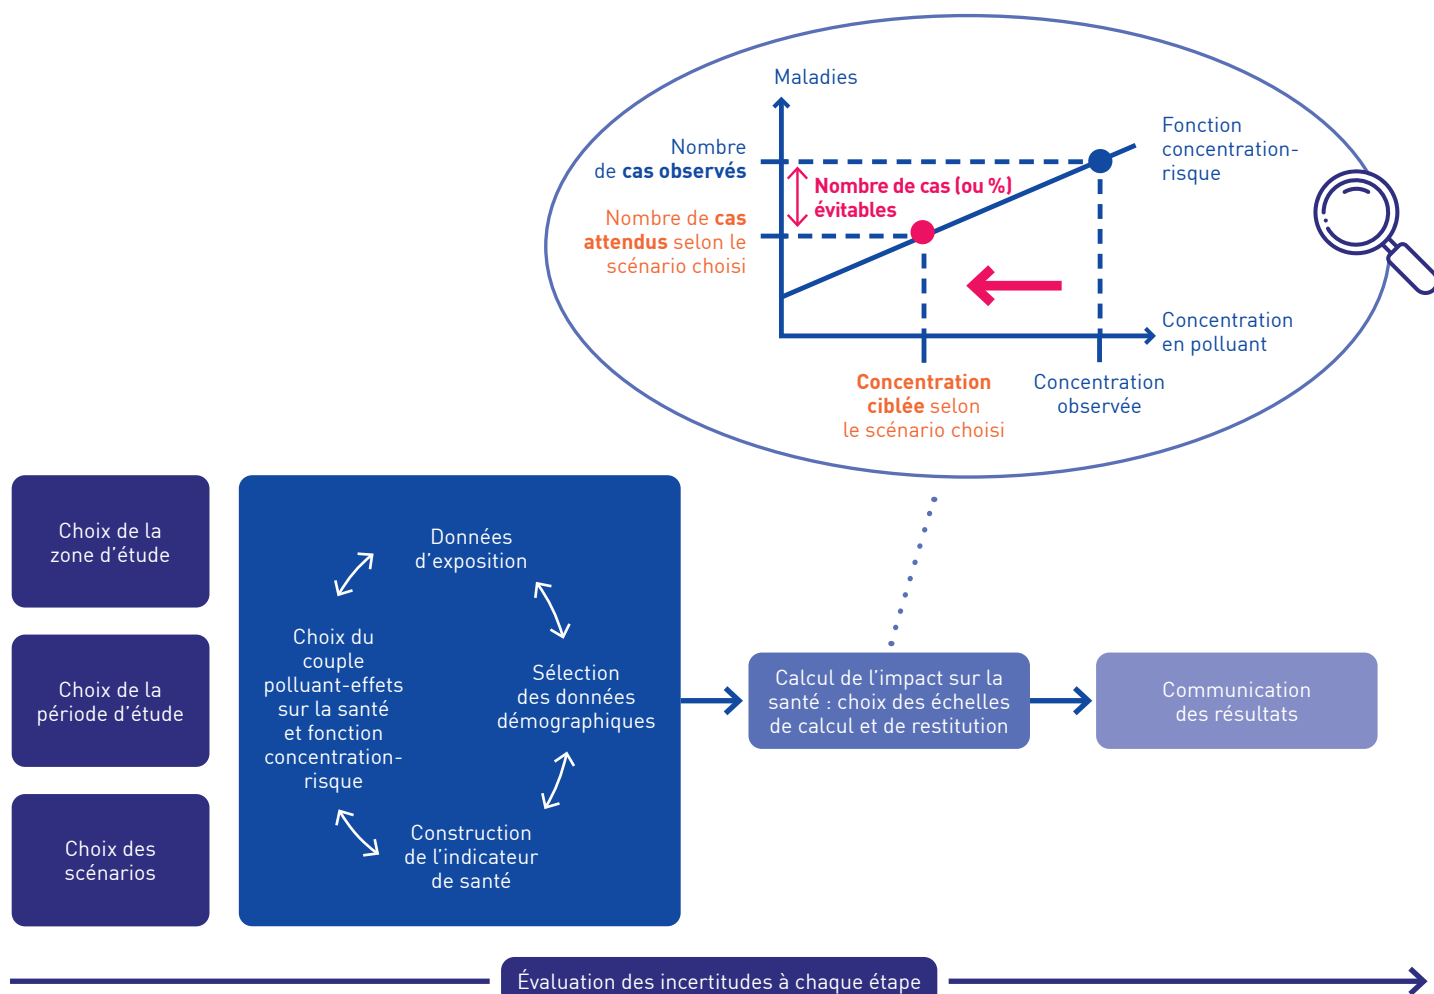 Maladies
Nombre
de cas observés
Nombre de cas (ou %)
évitables
Nombre de cas
attendus selon le
scénario choisi
Fonction
concentration-
risque
Concentration
en polluant
Concentration
ciblée selon
le scénario choisi
Concentration
observée
Choix de la
zone d'étude
Choix de la
période d'étude
Choix des
scénarios
Données
d'exposition
Choix du
couple
polluant-effets
sur la santé
et fonction
concentration-
risque
Sélection
des données
démographiques
Construction
de l'indicateur
de santé
Calcul de l'impact sur la
santé : choix des échelles
de calcul et de restitution
Communication
des résultats
Évaluation des incertitudes à chaque étape